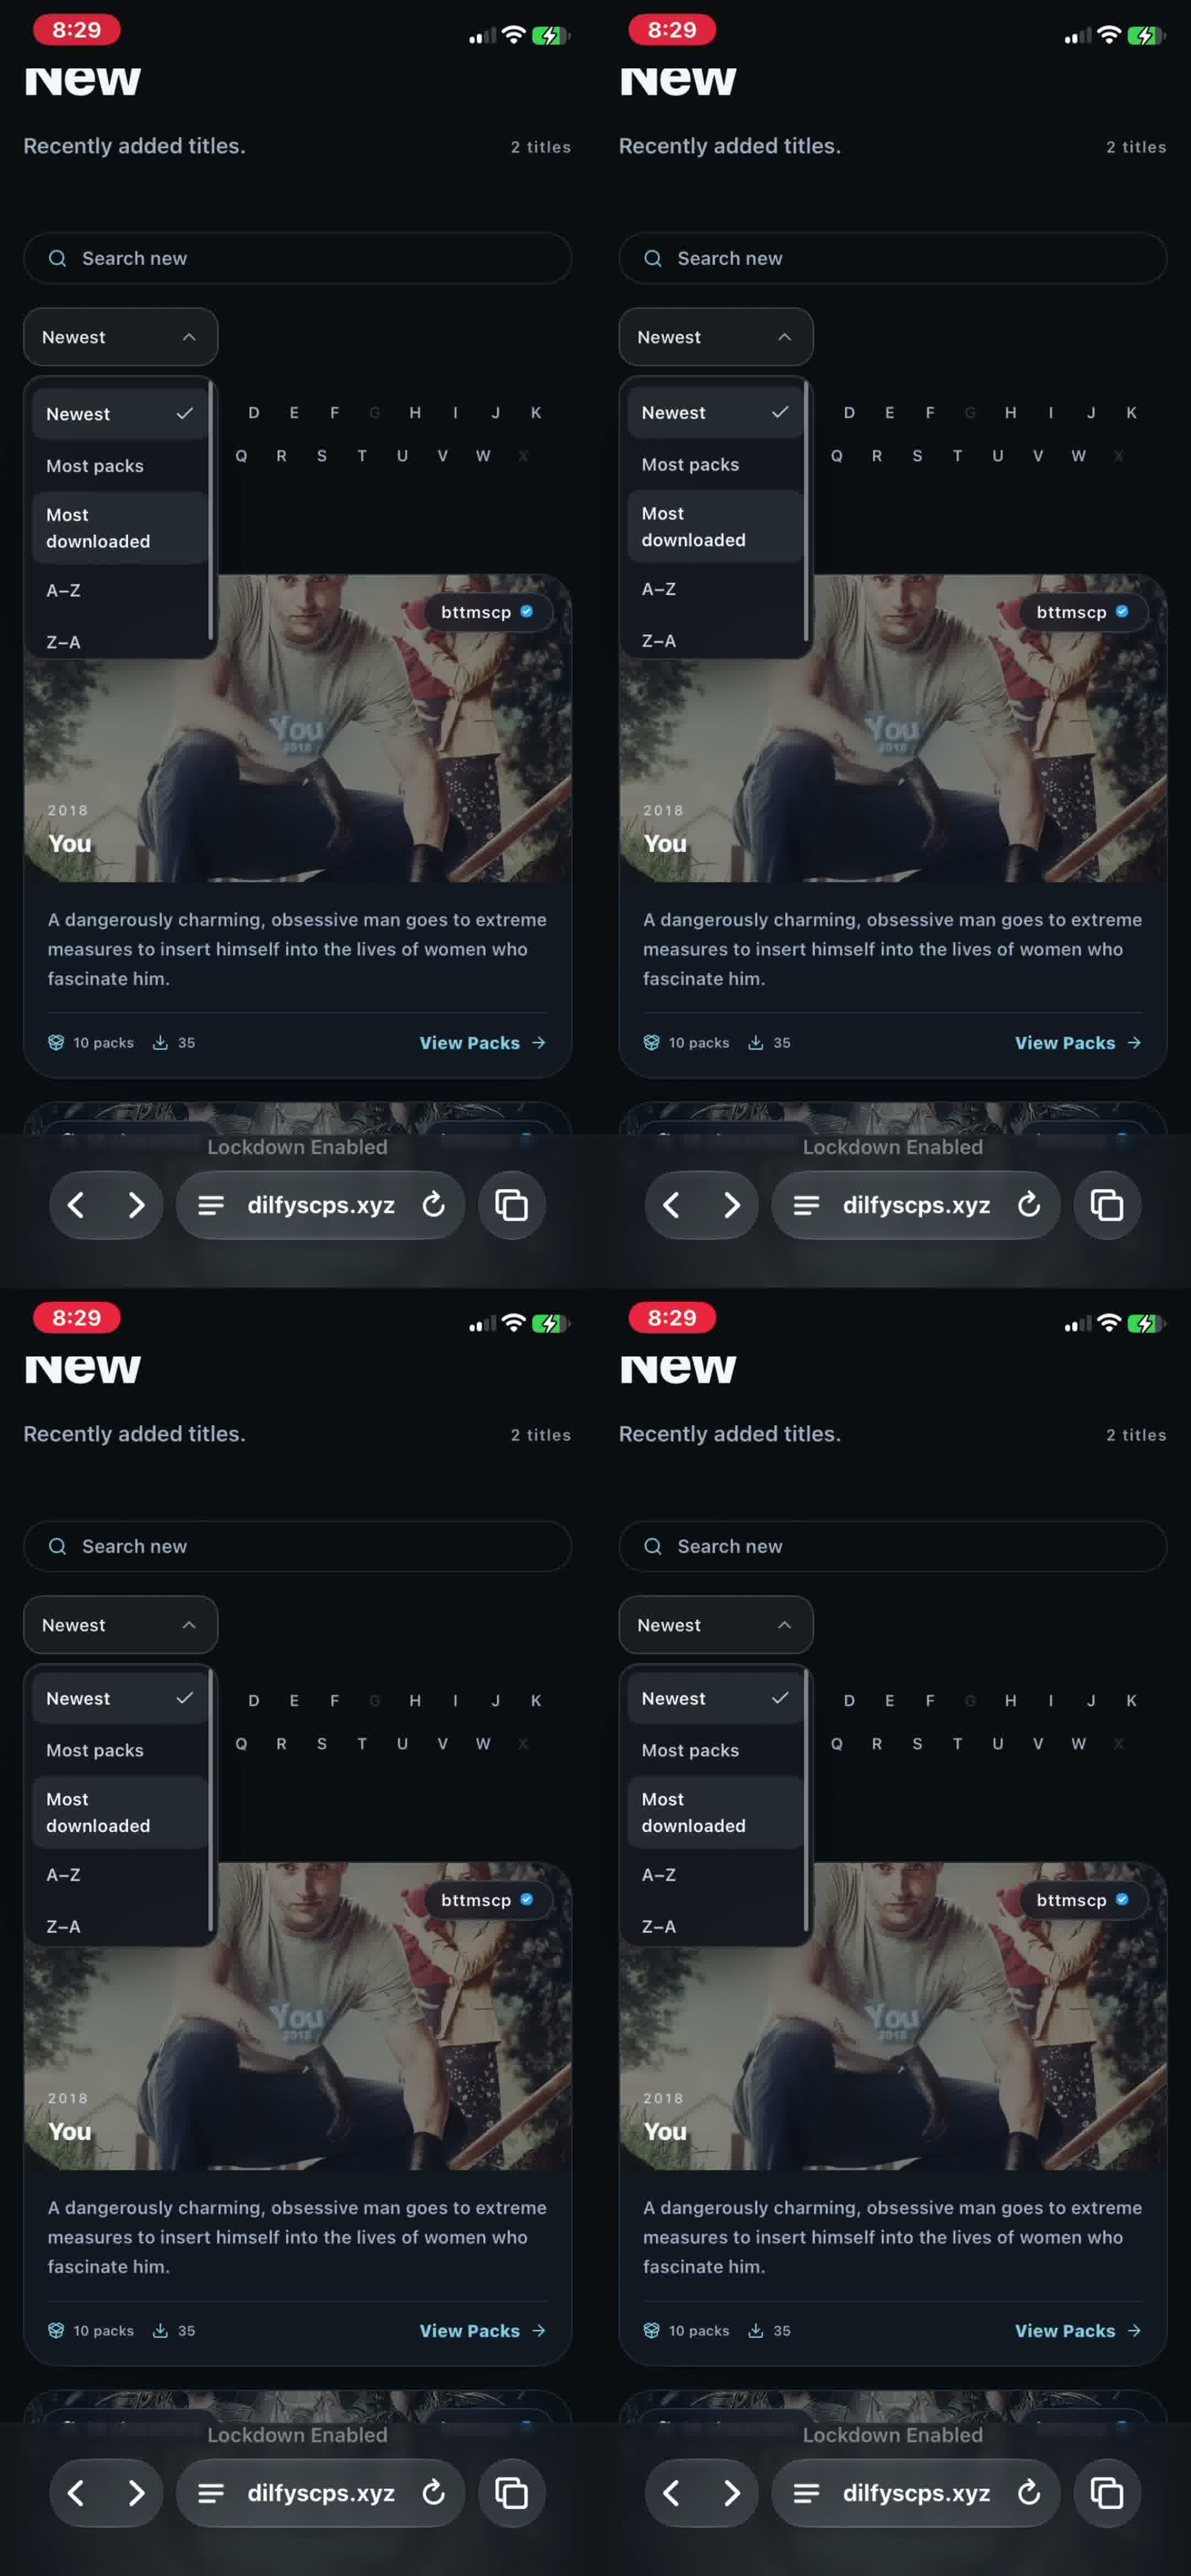 8:29
New
Recently added titles.
2 titles
Search new
Newest
Newest
D E F G H I J K
Most packs
Q R S T U V W X
Most
downloaded
A–Z
bttmscp
Z–A
You
2018
2018
You
A dangerously charming, obsessive man goes to extreme
measures to insert himself into the lives of women who
fascinate him.
10 packs
35
View Packs
Lockdown Enabled
dilfyscps.xyz
8:29
New
Recently added titles.
2 titles
Search new
Newest
Newest
D E F G H I J K
Most packs
Q R S T U V W X
Most
downloaded
A–Z
bttmscp
Z–A
You
2018
2018
You
A dangerously charming, obsessive man goes to extreme
measures to insert himself into the lives of women who
fascinate him.
10 packs
35
View Packs
Lockdown Enabled
dilfyscps.xyz
8:29
New
Recently added titles.
2 titles
Search new
Newest
Newest
D E F G H I J K
Most packs
Q R S T U V W X
Most
downloaded
A–Z
bttmscp
Z–A
You
2018
2018
You
A dangerously charming, obsessive man goes to extreme
measures to insert himself into the lives of women who
fascinate him.
10 packs
35
View Packs
Lockdown Enabled
dilfyscps.xyz
8:29
New
Recently added titles.
2 titles
Search new
Newest
Newest
D E F G H I J K
Most packs
Q R S T U V W X
Most
downloaded
A–Z
bttmscp
Z–A
You
2018
2018
You
A dangerously charming, obsessive man goes to extreme
measures to insert himself into the lives of women who
fascinate him.
10 packs
35
View Packs
Lockdown Enabled
dilfyscps.xyz